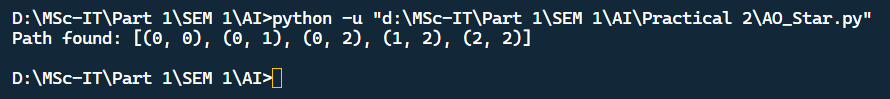 D:\MSc-IT\Part 1\SEM 1\AI>python -u "d:\MSc-IT\Part 1\SEM 1\AI\Practical 2\AO_Star.py"
Path found: [(0, 0), (0, 1), (0, 2), (1, 2), (2, 2)]
D:\MSc-IT\Part 1\SEM 1\AI>